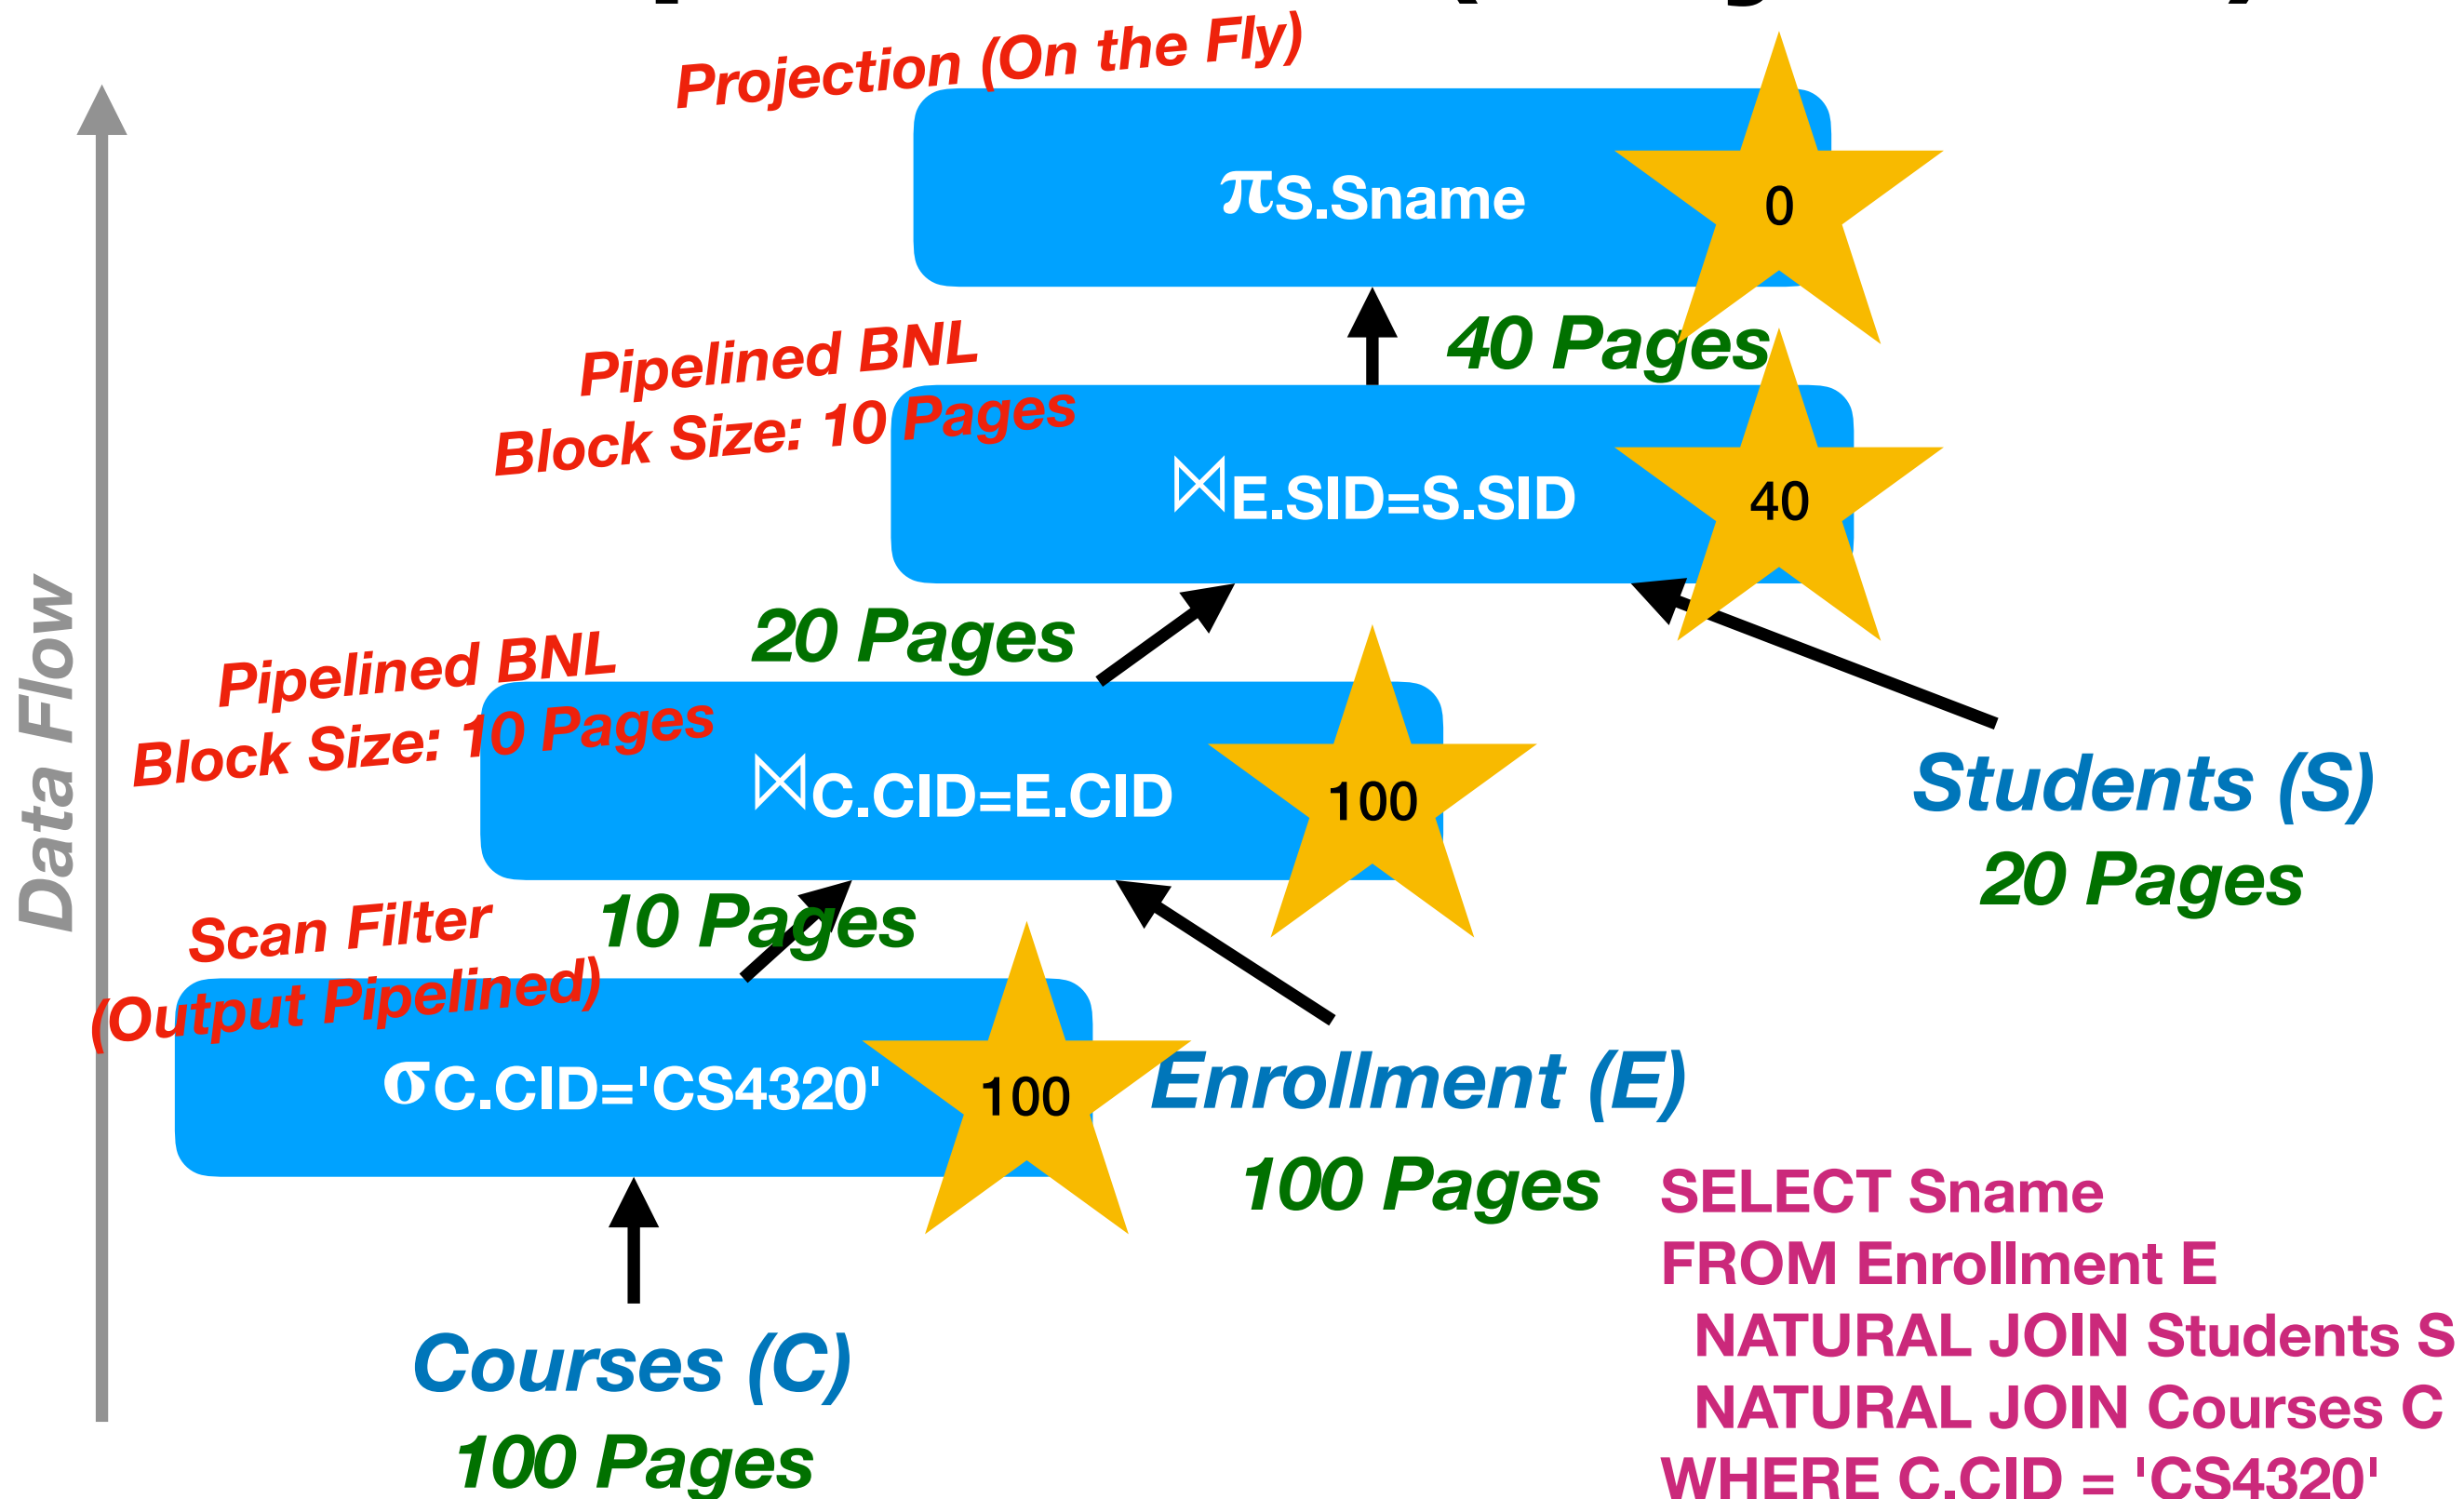 Projection (On the Fly)
πS.Sname
0
40 Pages
Pipelined BNL
Block Size: 10 Pages
⋈E.SID=S.SID
40
20 Pages
Pipelined BNL
Block Size: 10 Pages
⋈C.CID=E.CID
100
Students (S)
20 Pages
Data Flow
10 Pages
Scan Filter
(Output Pipelined)
σC.CID='CS4320'
100
Enrollment (E)
100 Pages
Courses (C)
100 Pages
SELECT Sname
FROM Enrollment E
NATURAL JOIN Students S
NATURAL JOIN Courses C
WHERE C.CID = 'CS4320'